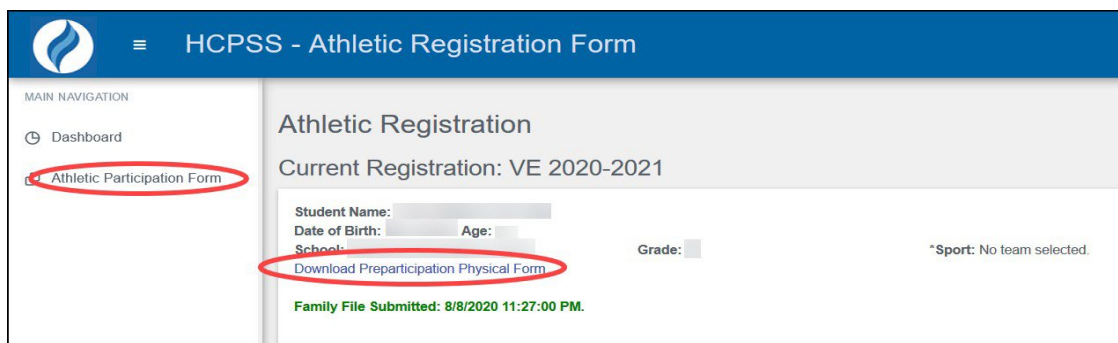 HCPSS - Athletic Registration Form
MAIN NAVIGATION
Dashboard
Athletic Participation Form
Athletic Registration
Current Registration: VE 2020-2021
Student Name:
Date of Birth: Age:
School: Grade: *Sport: No team selected.
Download Preparticipation Physical Form
Family File Submitted: 8/8/2020 11:27:00 PM.